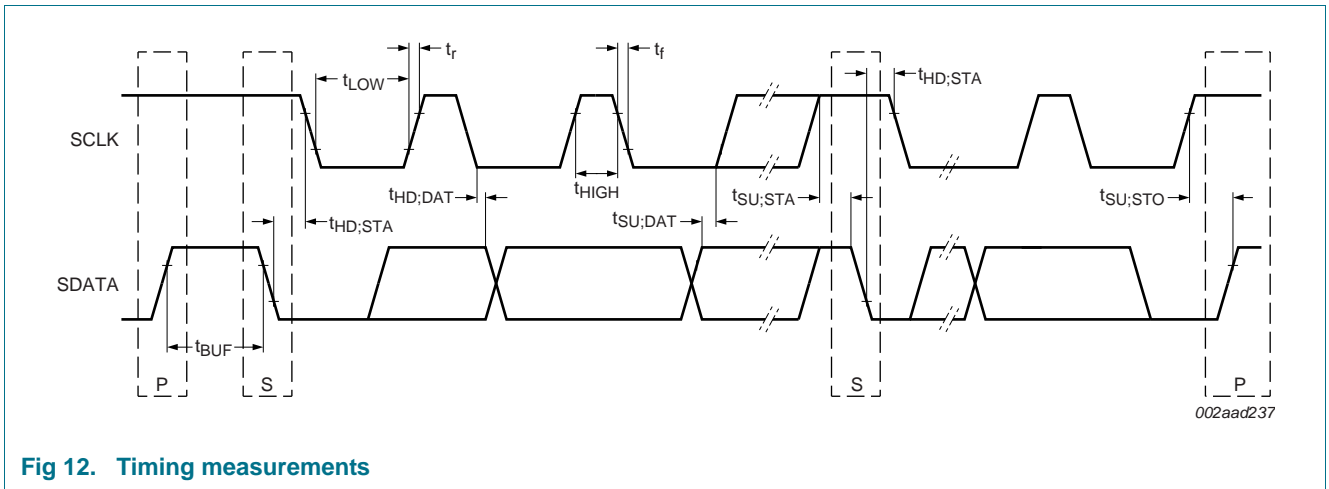 tr
tf
tLOW
tHD;STA
SCLK
tHD;DAT
tHIGH
tSU;STA
tSU;STO
tHD;STA
tSU;DAT
SDATA
tBUF
P
S
S
P
002aad237
Fig 12. Timing measurements